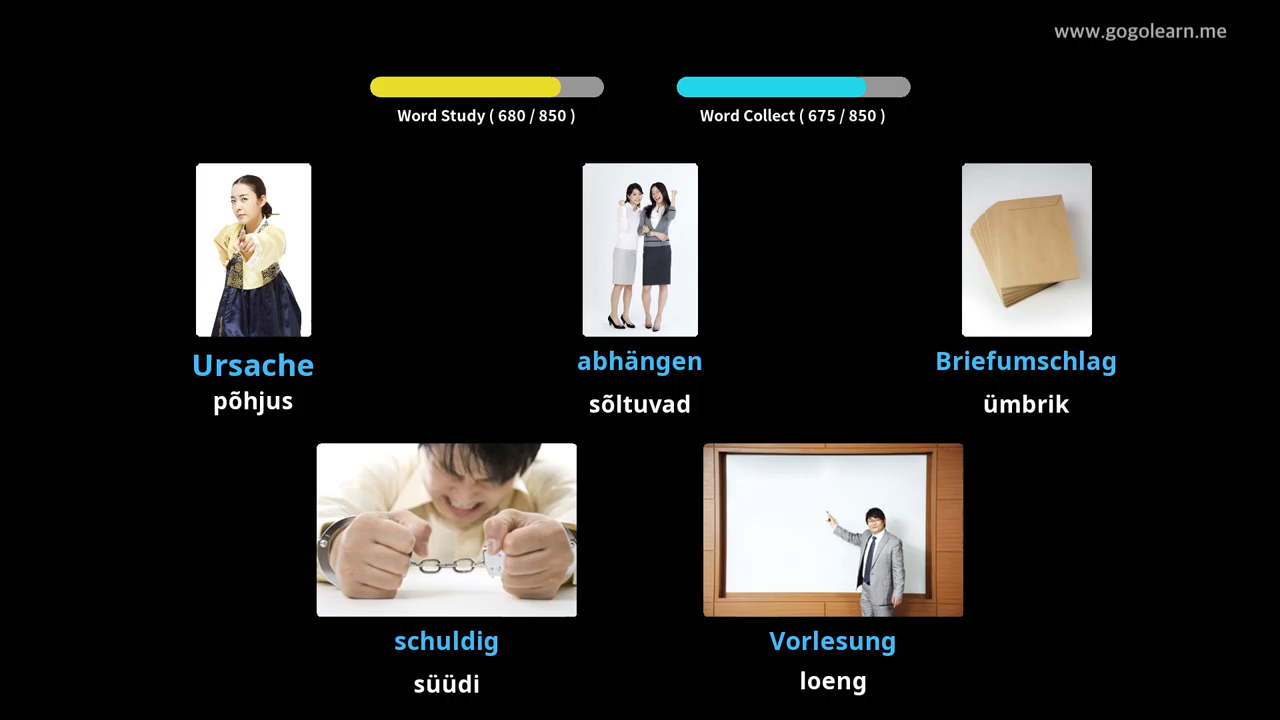 www.gogolearn.me
Word Study ( 680 / 850 )
Word Collect ( 675 / 850 )
Ursache
põhjus
abhängen
sõltuvad
Briefumschlag
ümbrik
schuldig
süüdi
Vorlesung
loeng